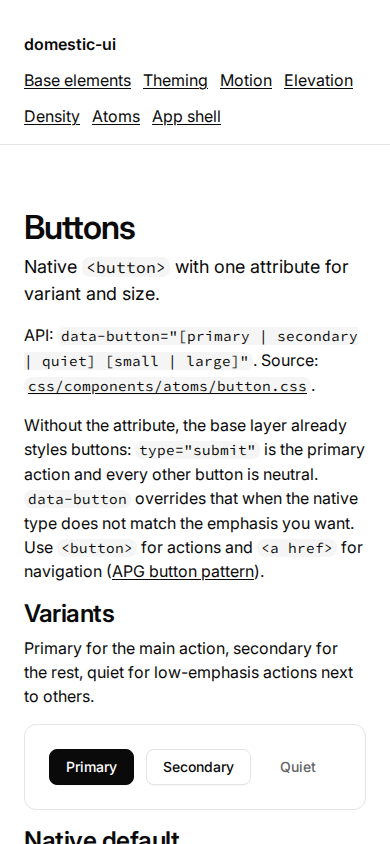 domestic-ui
Base elements Theming Motion Elevation
Density Atoms App shell
Buttons
Native <button> with one attribute for
variant and size.
API: data-button="[primary | secondary
| quiet] [small | large]". Source:
css/components/atoms/button.css.
Without the attribute, the base layer already
styles buttons: type="submit" is the primary
action and every other button is neutral.
data-button overrides that when the native
type does not match the emphasis you want.
Use <button> for actions and <a href> for
navigation (APG button pattern).
Variants
Primary for the main action, secondary for
the rest, quiet for low-emphasis actions next
to others.
Primary Secondary Quiet
Native default